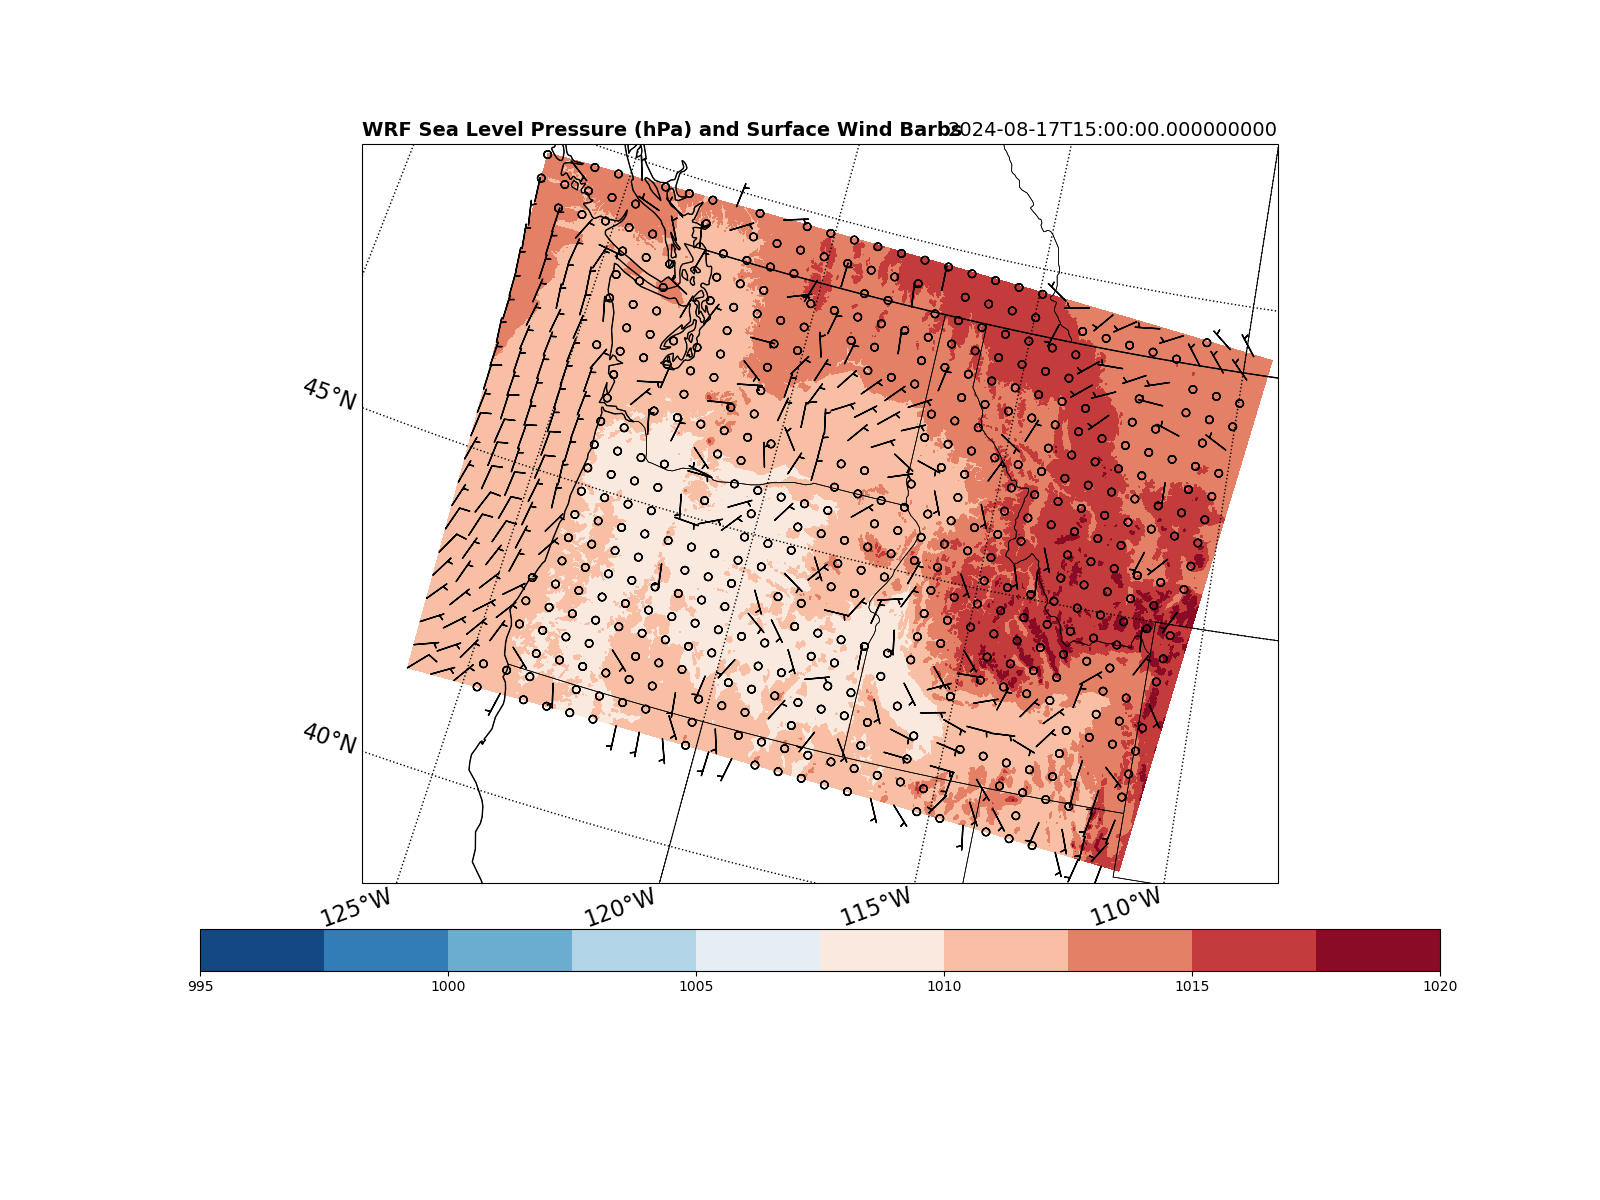 WRF Sea Level Pressure (hPa) and Surface Wind Barbs 2024-08-17T15:00:00.000000000
45°N
40°N
125°W 120°W 115°W 110°W
995 1000 1005 1010 1015 1020